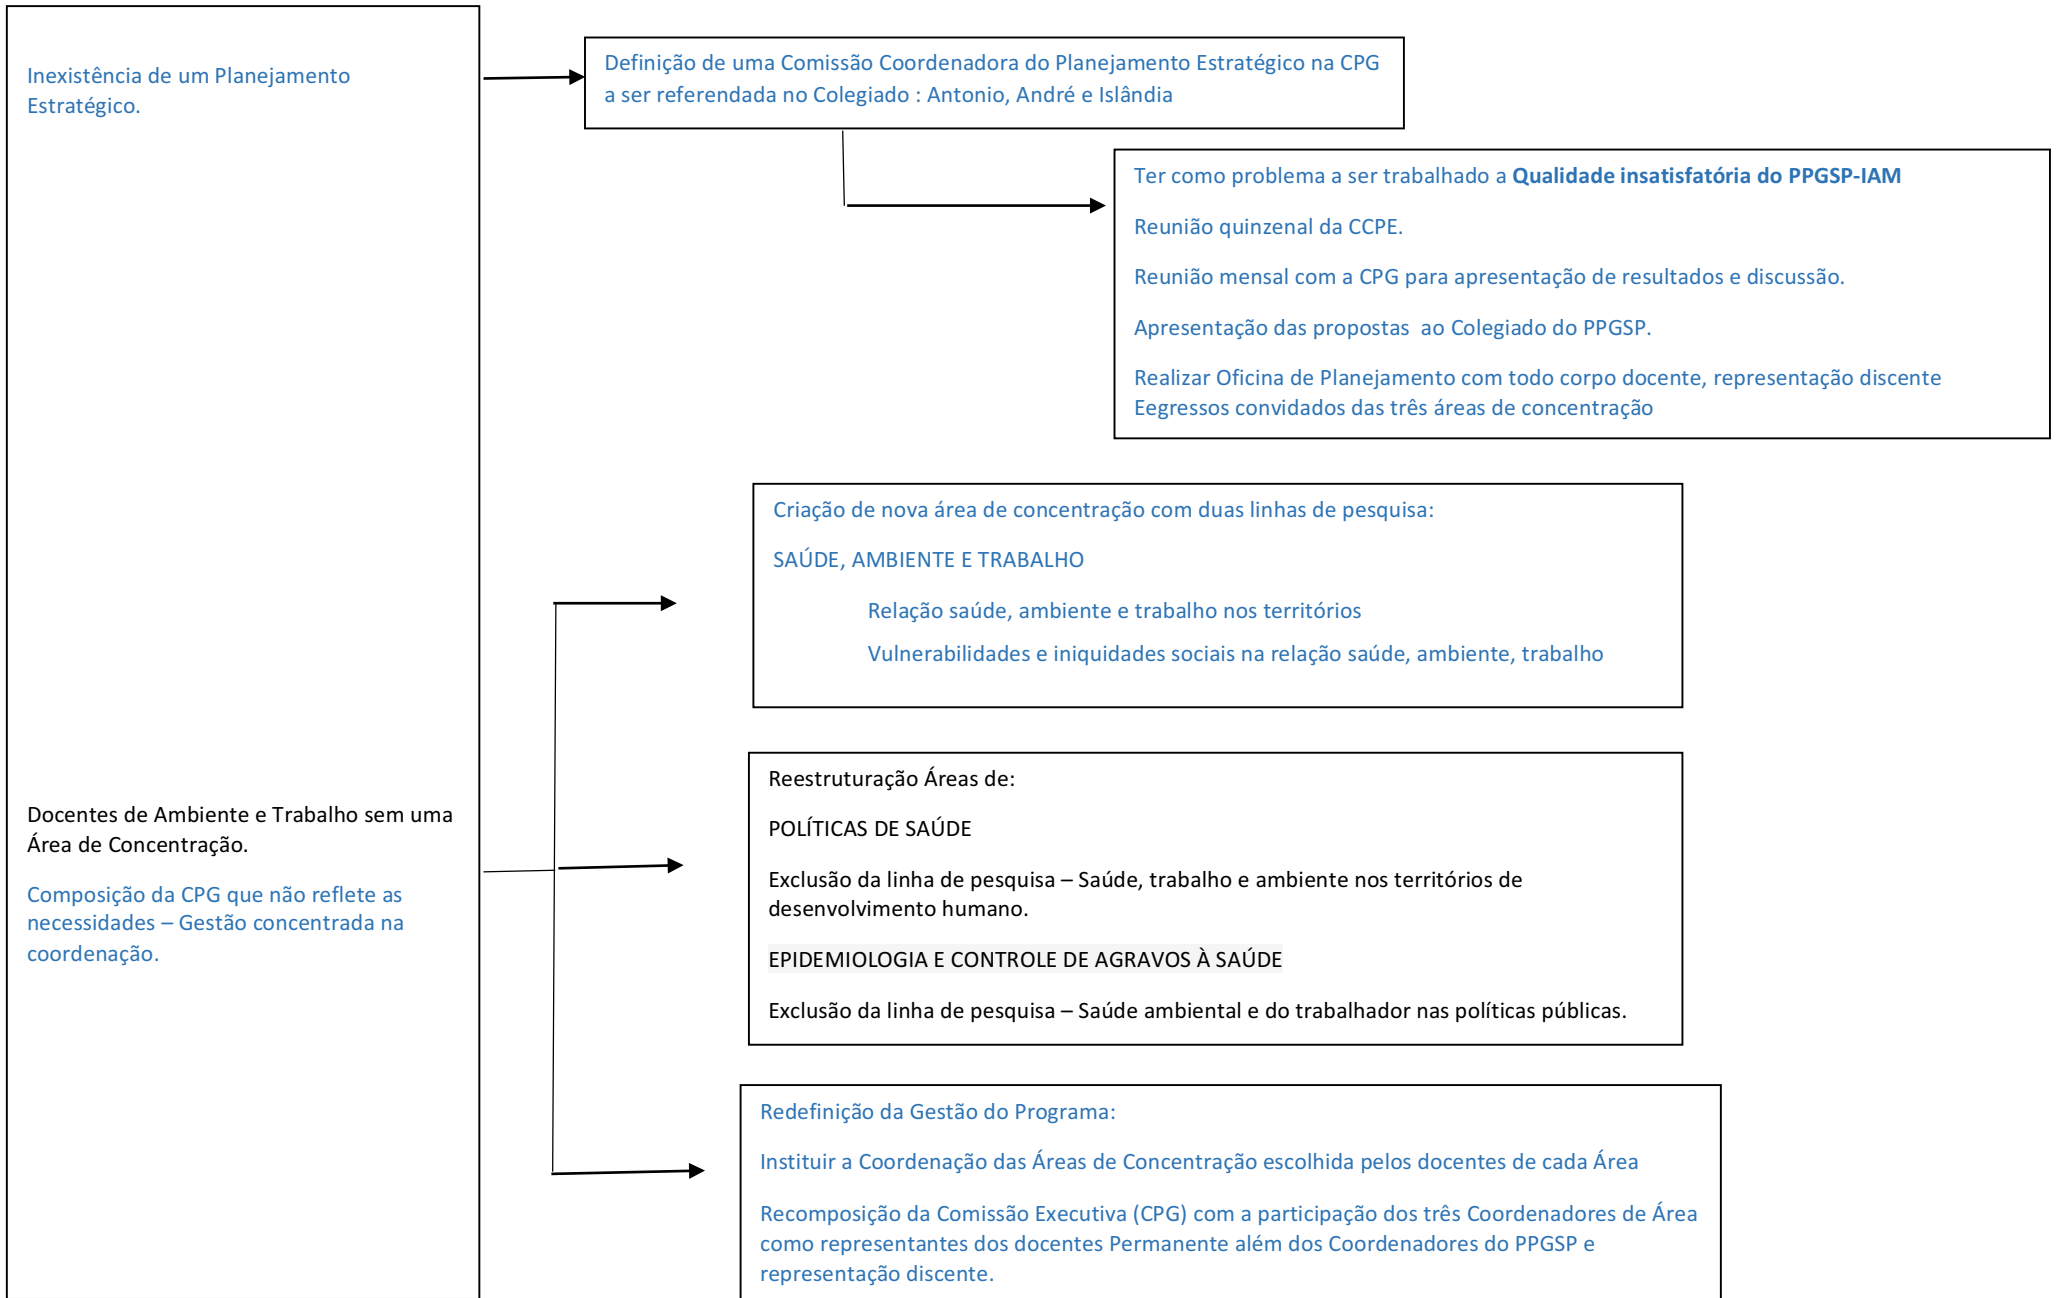 Inexistência de um Planejamento
Estratégico.
Definição de uma Comissão Coordenadora do Planejamento Estratégico na CPG
a ser referendada no Colegiado : Antonio, André e Islândia
Ter como problema a ser trabalhado a Qualidade insatisfatória do PPGSP-IAM
Reunião quinzenal da CCPE.
Reunião mensal com a CPG para apresentação de resultados e discussão.
Apresentação das propostas  ao Colegiado do PPGSP.
Realizar Oficina de Planejamento com todo corpo docente, representação discente
Eegressos convidados das três áreas de concentração
Docentes de Ambiente e Trabalho sem uma
Área de Concentração.
Composição da CPG que não reflete as
necessidades – Gestão concentrada na
coordenação.
Criação de nova área de concentração com duas linhas de pesquisa:
SAÚDE, AMBIENTE E TRABALHO
Relação saúde, ambiente e trabalho nos territórios
Vulnerabilidades e iniquidades sociais na relação saúde, ambiente, trabalho
Reestruturação Áreas de:
POLÍTICAS DE SAÚDE
Exclusão da linha de pesquisa – Saúde, trabalho e ambiente nos territórios de
desenvolvimento humano.
EPIDEMIOLOGIA E CONTROLE DE AGRAVOS À SAÚDE
Exclusão da linha de pesquisa – Saúde ambiental e do trabalhador nas políticas públicas.
Redefinição da Gestão do Programa:
Instituir a Coordenação das Áreas de Concentração escolhida pelos docentes de cada Área
Recomposição da Comissão Executiva (CPG) com a participação dos três Coordenadores de Área
como representantes dos docentes Permanente além dos Coordenadores do PPGSP e
representação discente.